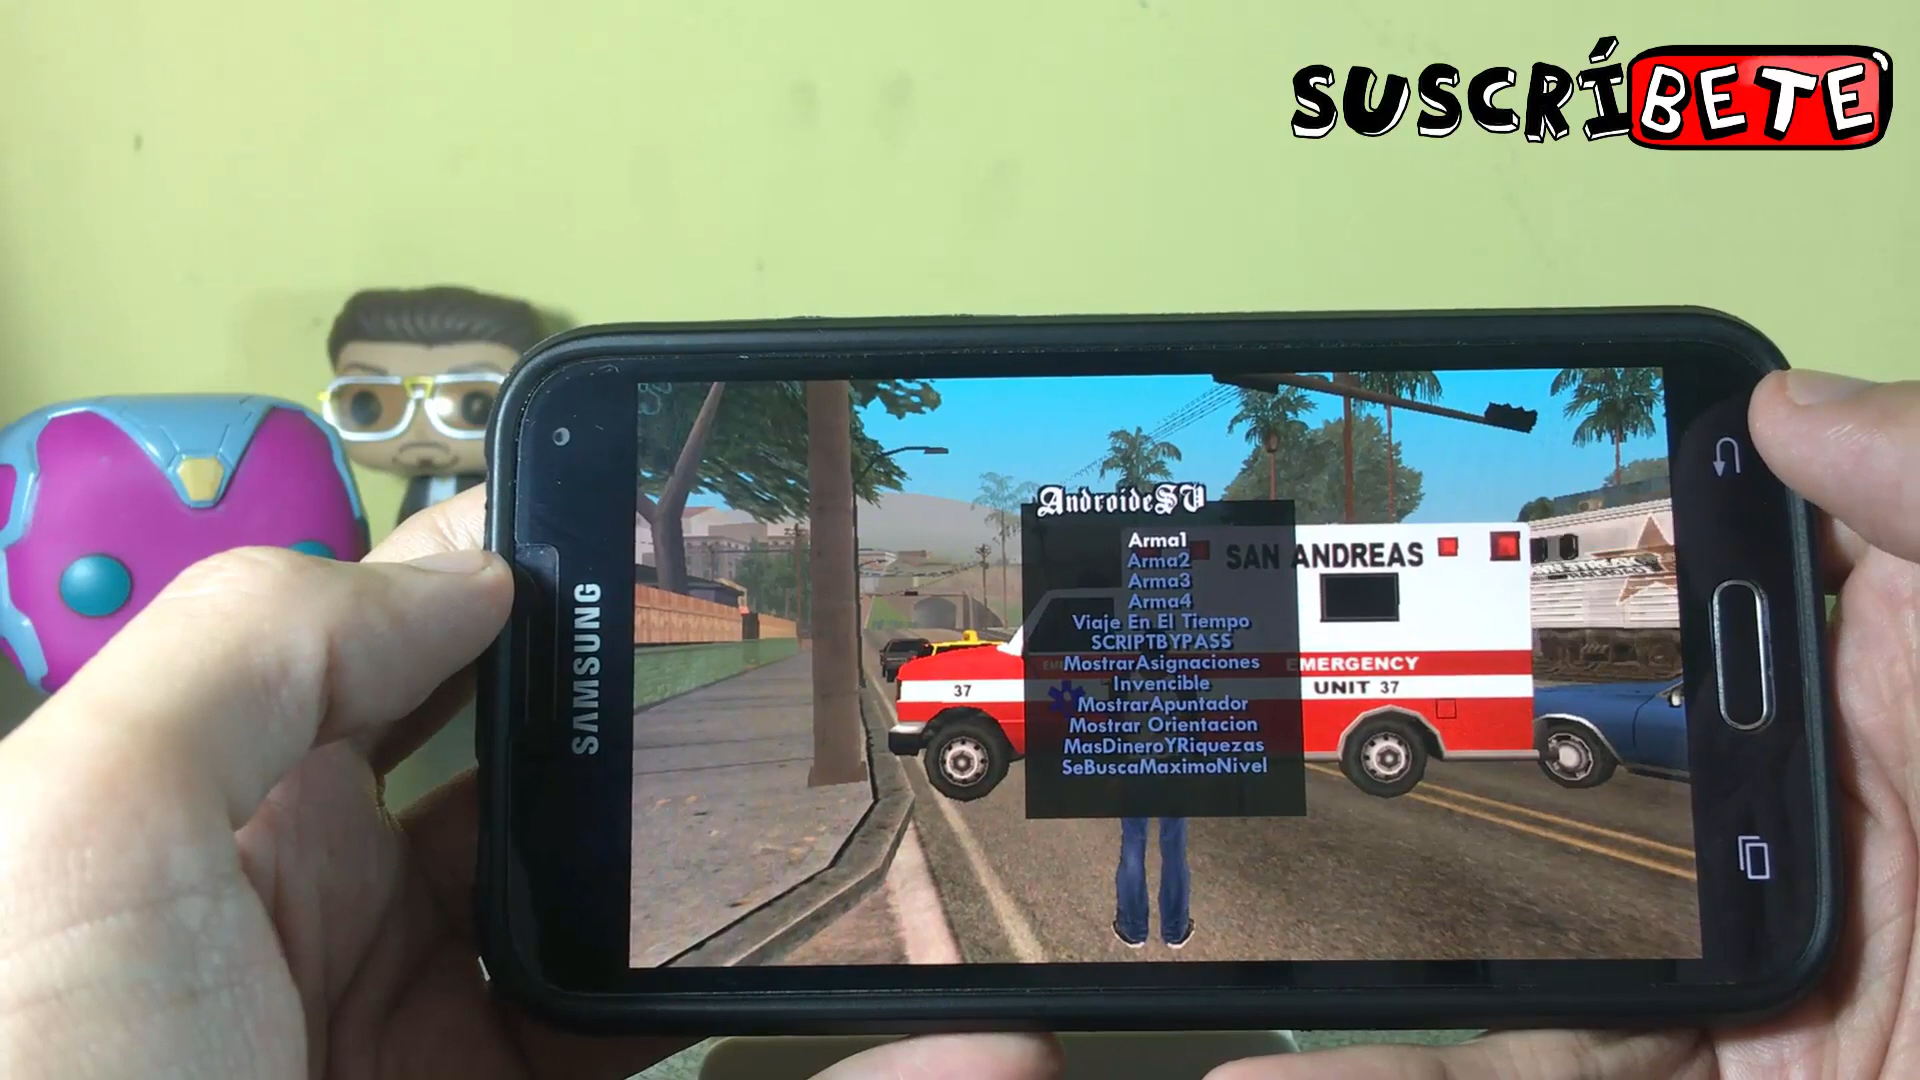 SUSCRÍBETE
SAMSUNG
AndroideSV
Arma1
Arma2
Arma3
Arma4
Viaje En El Tiempo
SCRIPTBYPASS
MostrarAsignaciones
Invencible
MostrarApuntador
Mostrar Orientacion
MasDineroYRiquezas
SeBuscaMaximoNivel
SAN ANDREAS
EMERGENCY
UNIT 37
37